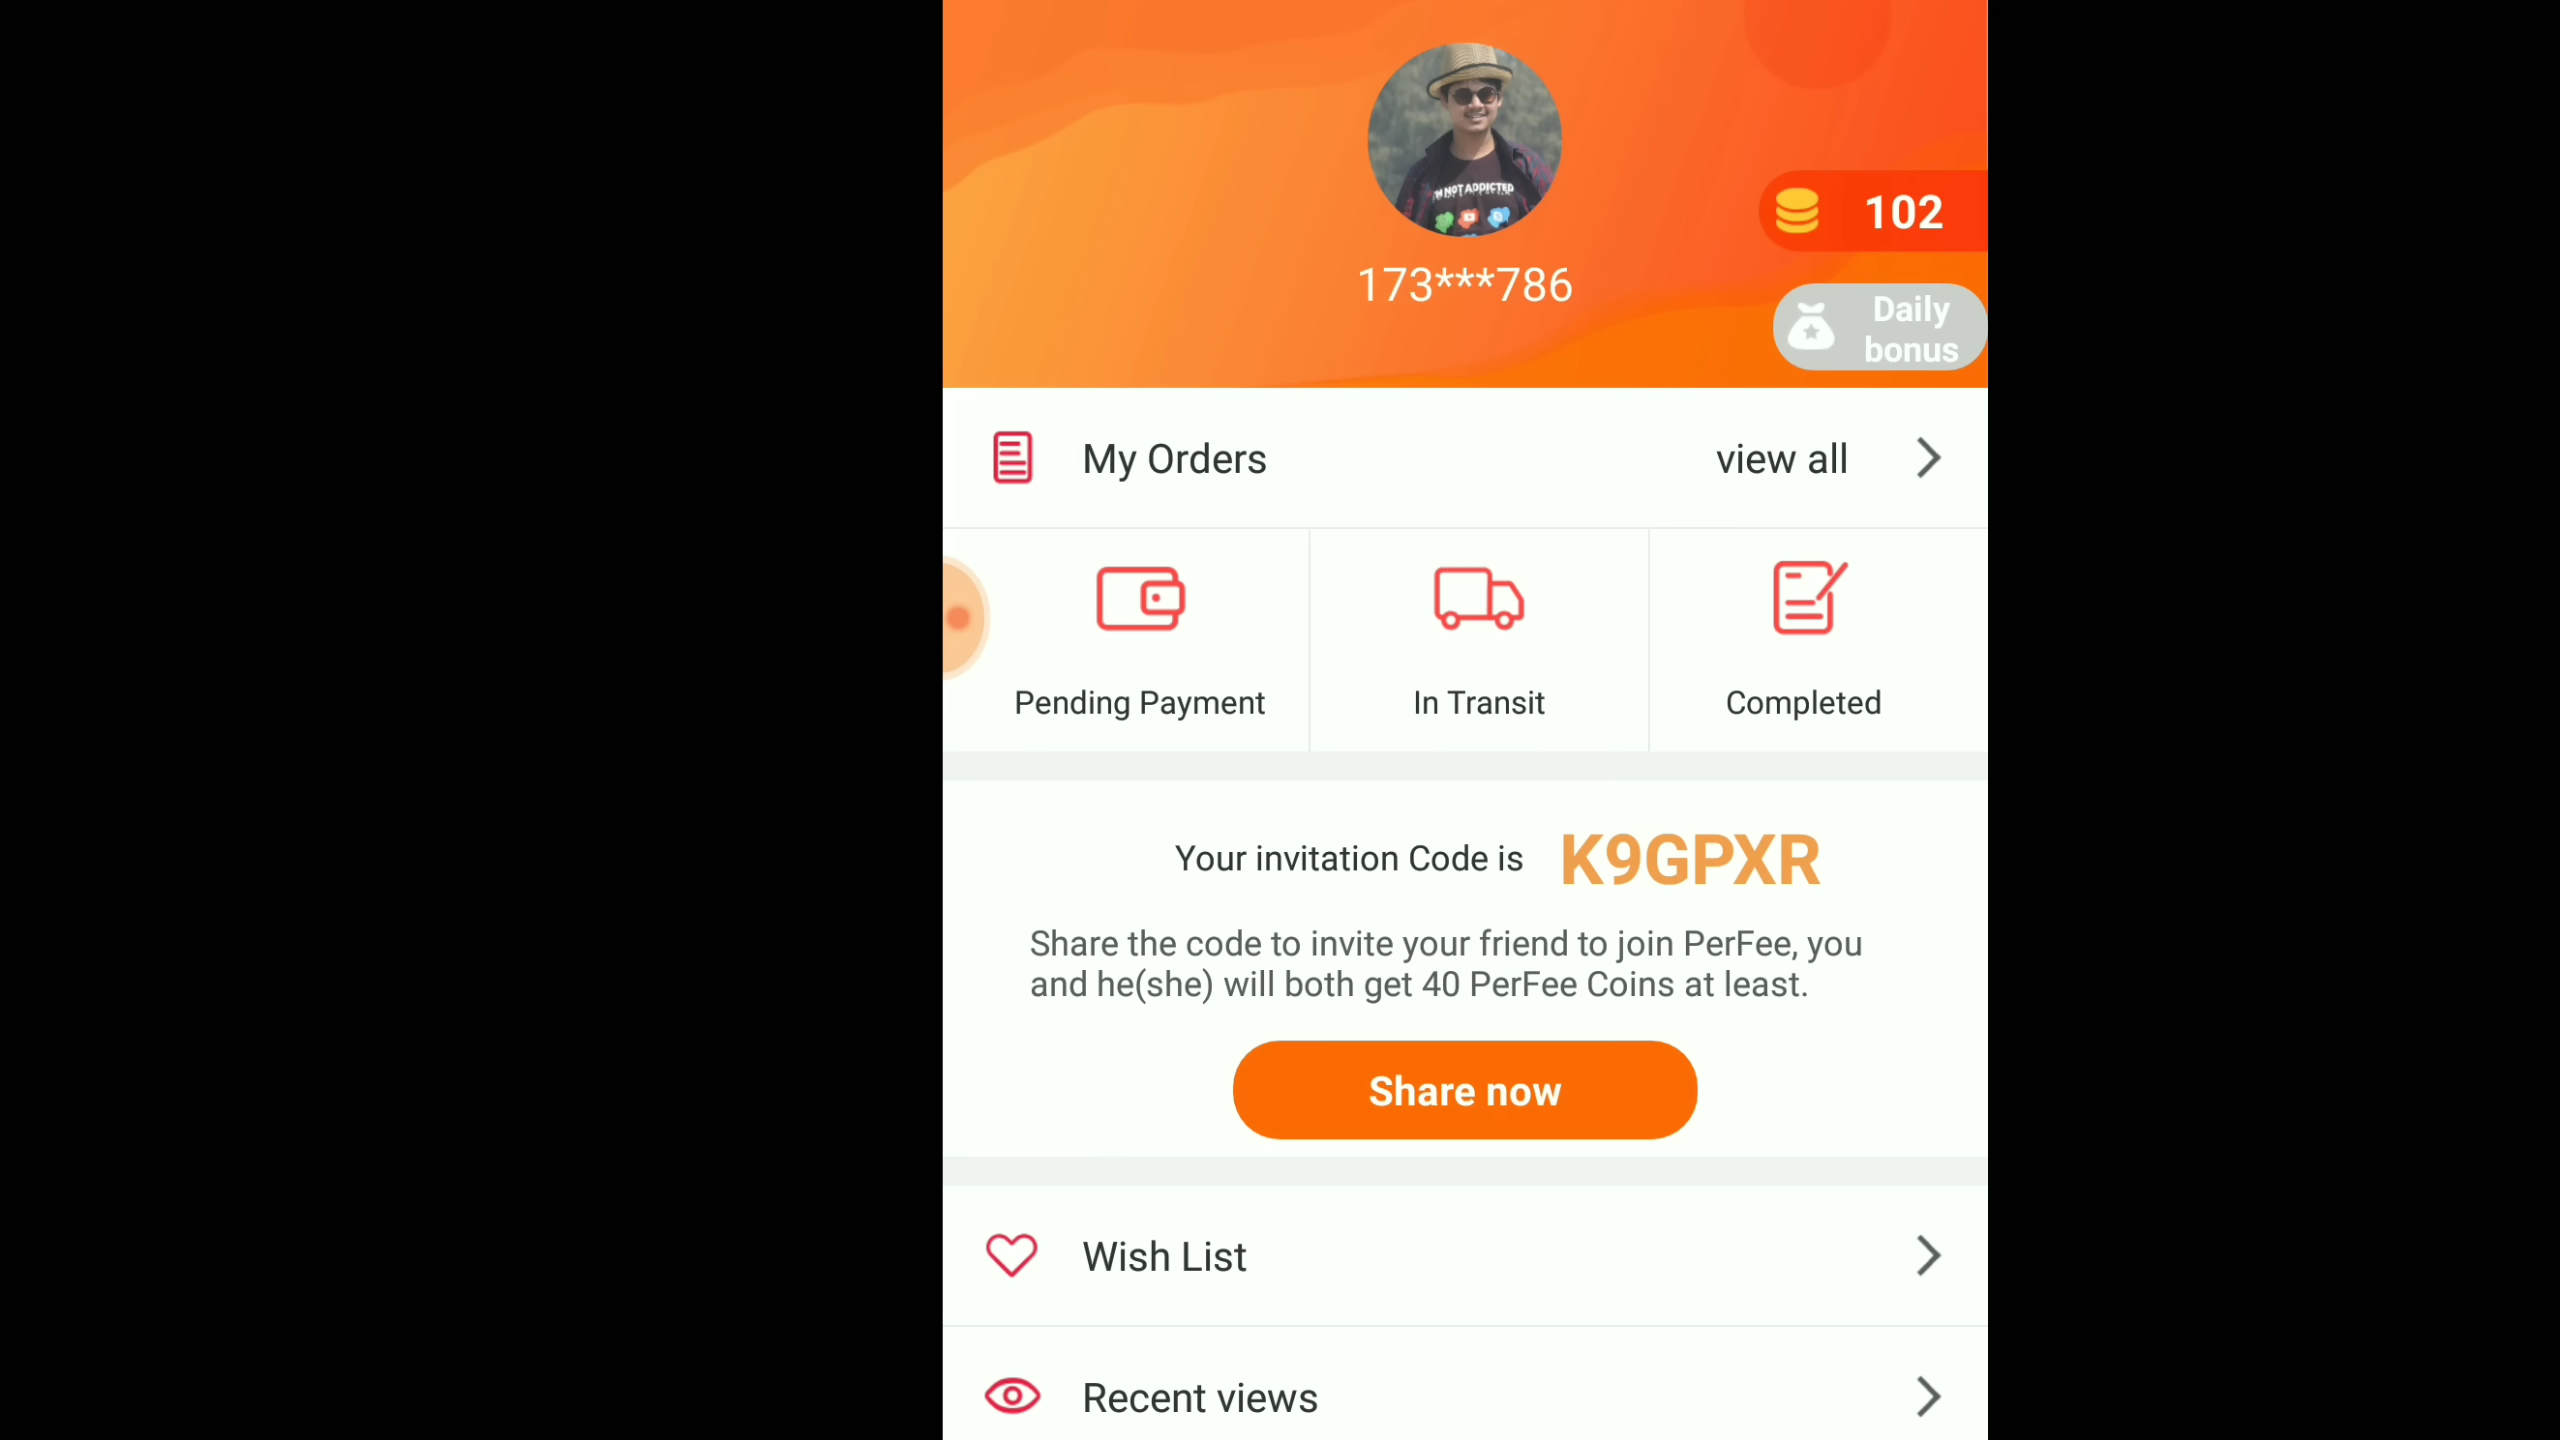 I'M NOT ADDICTED
102
173***786
Daily
bonus
My Orders
view all
Pending Payment
In Transit
Completed
Your invitation Code is K9GPXR
Share the code to invite your friend to join PerFee, you
and he(she) will both get 40 PerFee Coins at least.
Share now
Wish List
Recent views